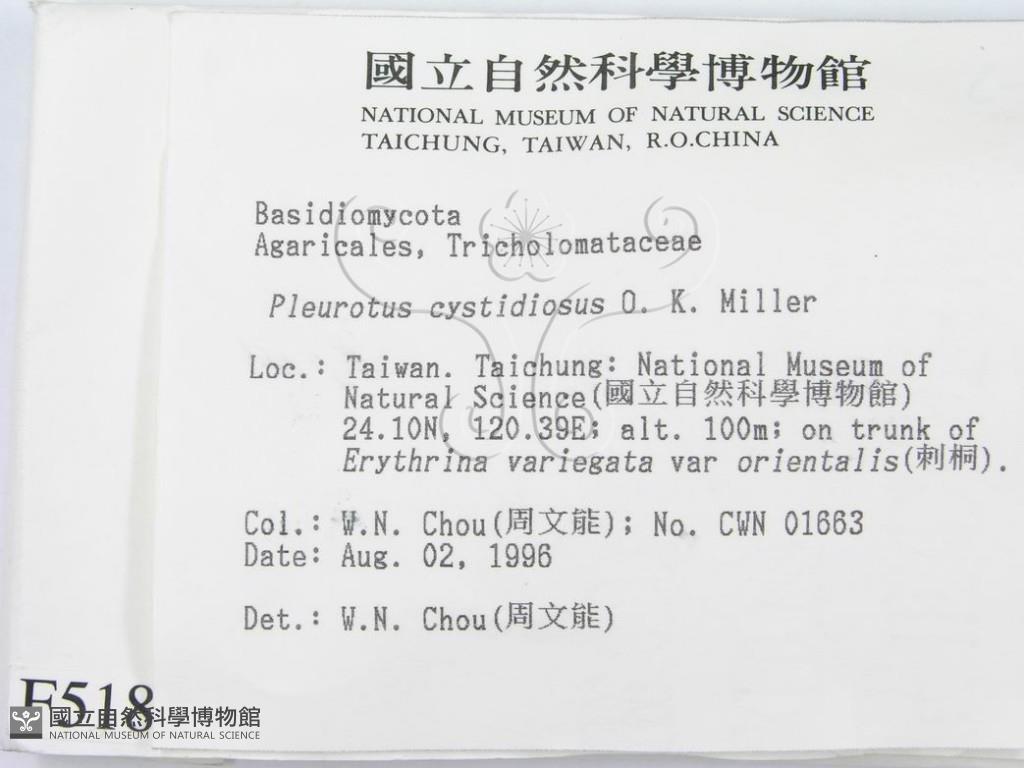 國立自然科學博物館
NATIONAL MUSEUM OF NATURAL SCIENCE
TAICHUNG, TAIWAN, R.O.CHINA
Basidiomycota
Agaricales, Tricholomataceae
Pleurotus cystidiosus O. K. Miller
Loc.: Taiwan. Taichung: National Museum of
Natural Science(國立自然科學博物館)
24.10N, 120.39E; alt. 100m; on trunk of
Erythrina variegata var orientalis(刺桐).
Col.: W.N. Chou(周文能); No. CWN 01663
Date: Aug. 02, 1996
Det.: W.N. Chou(周文能)
F518
國立自然科學博物館
NATIONAL MUSEUM OF NATURAL SCIENCE